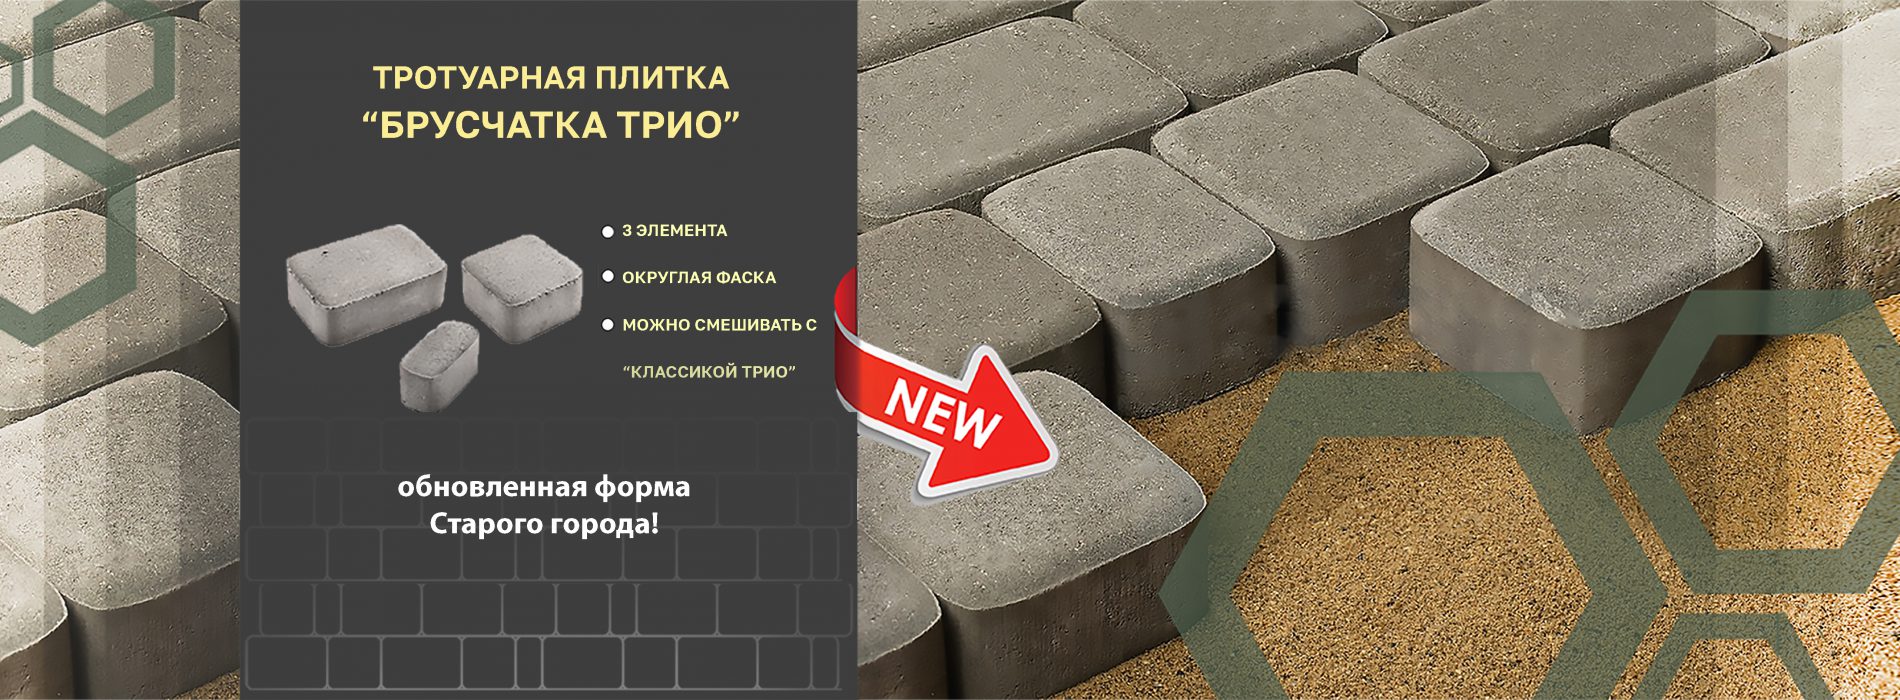 ТРОТУАРНАЯ ПЛИТКА
“БРУСЧАТКА ТРИО”
3 ЭЛЕМЕНТА
ОКРУГЛАЯ ФАСКА
МОЖНО СМЕШИВАТЬ С
“КЛАССИКОЙ ТРИО”
NEW
обновленная форма
Старого города!